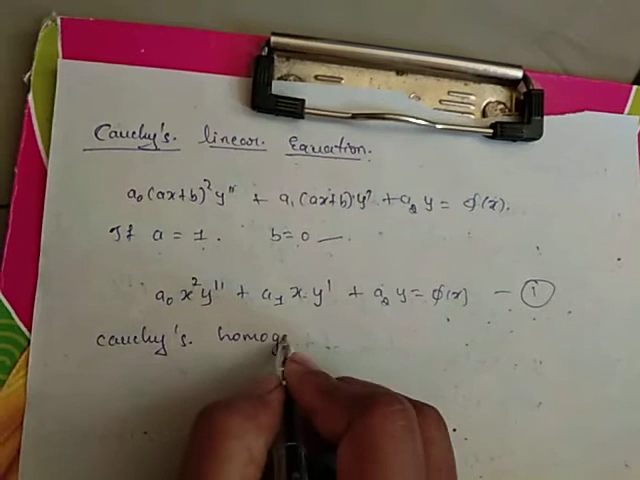 Cauchy's. linear. Equation.
a₀(ax+b)²y" + a₁(ax+b)'y' + a₂y = φ(x).
If a = 1. b=0 —.
a₀x²y" + a₁x.y' + a₂y = φ(x) — (i)
cauchy's. homoge